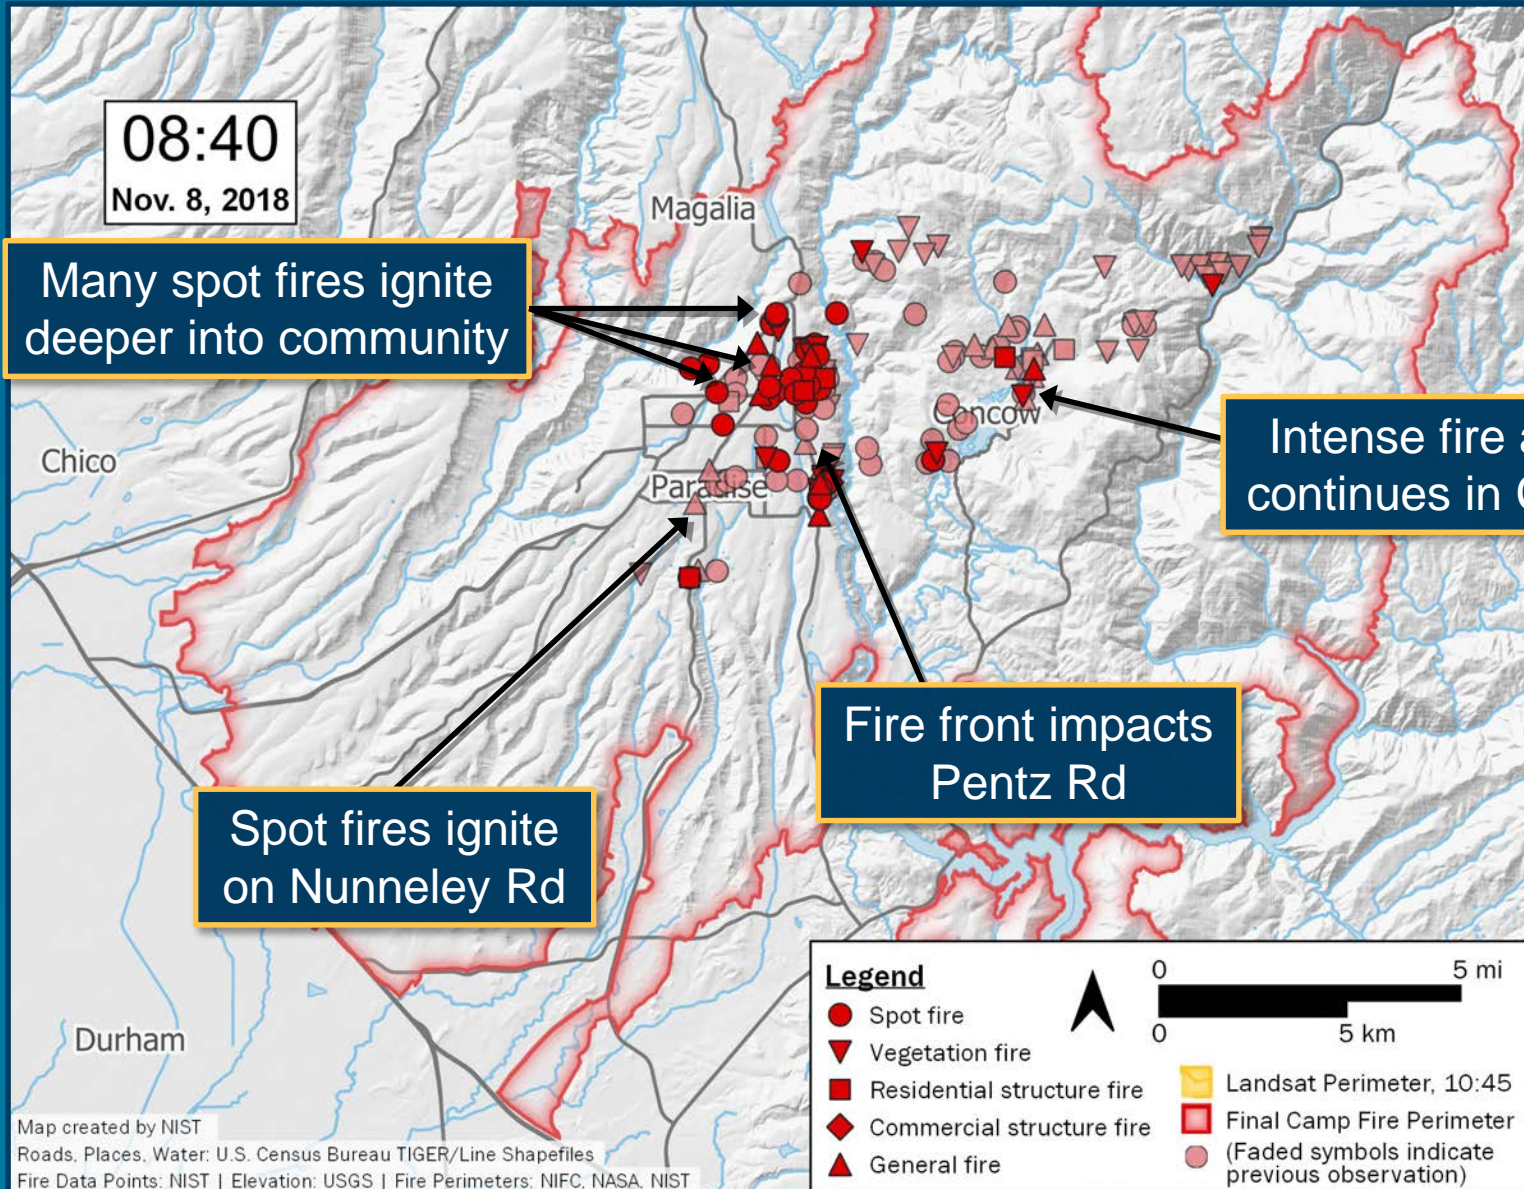 08:40
Nov. 8, 2018
Magalia
Many spot fires ignite
deeper into community
Chico
Concow
Intense fire
continues in
Paradise
Fire front impacts
Pentz Rd
Spot fires ignite
on Nunneley Rd
Durham
Legend
Spot fire
Vegetation fire
Residential structure fire
Commercial structure fire
General fire
0
5 mi
0
5 km
Landsat Perimeter, 10:45
Final Camp Fire Perimeter
(Faded symbols indicate
previous observation)
Map created by NIST
Roads, Places, Water: U.S. Census Bureau TIGER/Line Shapefiles
Fire Data Points: NIST | Elevation: USGS | Fire Perimeters: NIFC, NASA, NIST